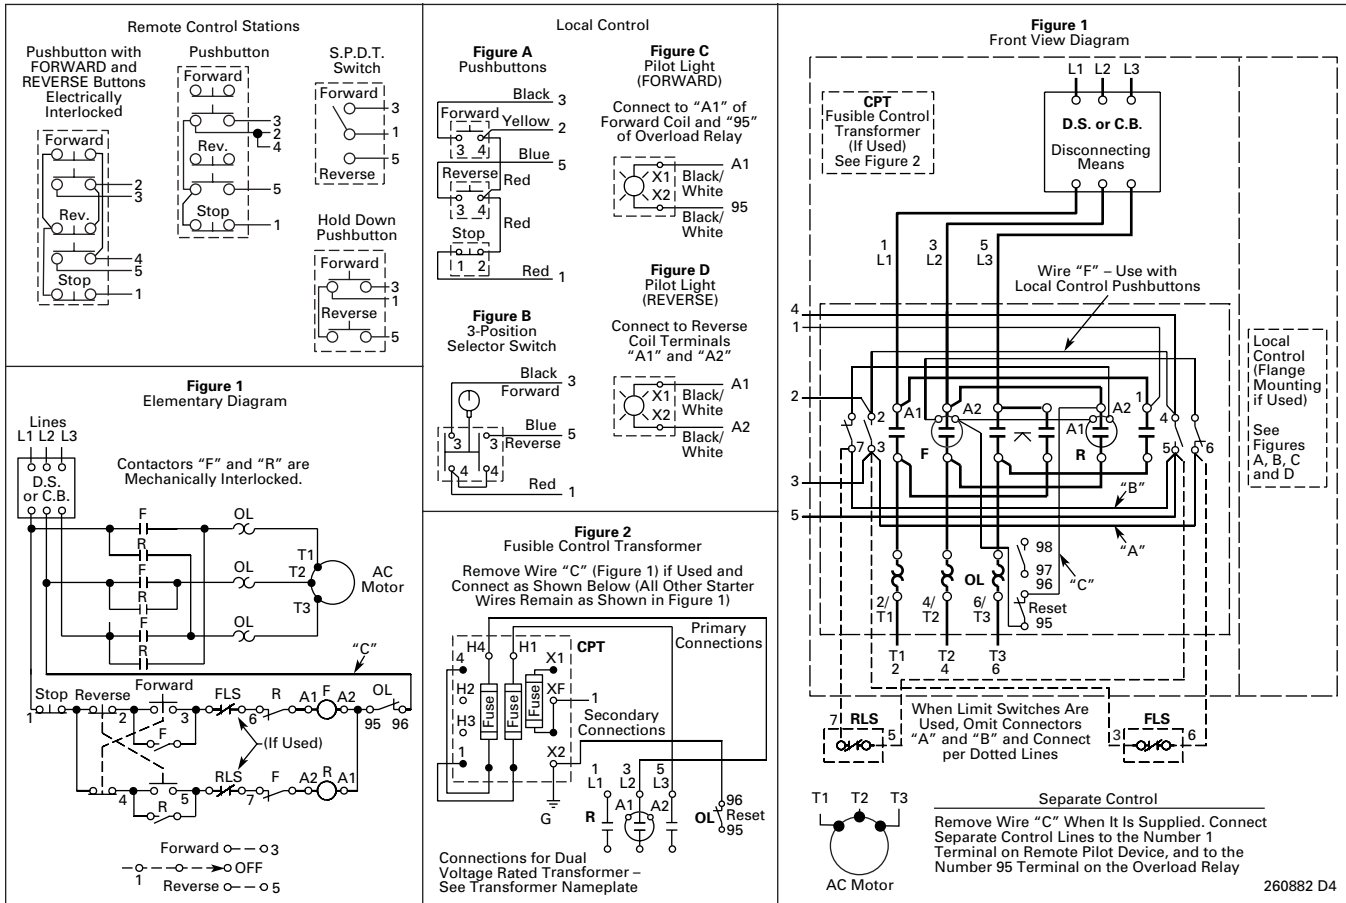 Remote Control Stations
Pushbutton with
FORWARD and
REVERSE Buttons
Electrically
Interlocked
Forward
2
3
Rev.
4
5
Stop
1
Pushbutton
Forward
3
2
4
Rev.
5
Stop
1
S.P.D.T.
Switch
Forward
3
1
5
Reverse
Hold Down
Pushbutton
Forward
3
1
Reverse
5
Local Control
Figure A
Pushbuttons
Black 3
Forward
Yellow 2
3 4
Blue 5
Reverse
Red
3 4
Red
Stop
1 2
Red 1
Figure B
3-Position
Selector Switch
Black 3
Forward
Blue 5
3 3 Reverse
4 4
Red 1
Figure C
Pilot Light
(FORWARD)
Connect to "A1" of
Forward Coil and "95"
of Overload Relay
A1
X1 Black/
X2 White
95
Black/
White
Figure D
Pilot Light
(REVERSE)
Connect to Reverse
Coil Terminals
"A1" and "A2"
A1
X1 Black/
X2 White
A2
Black/
White
Figure 1
Front View Diagram
L1 L2 L3
CPT
Fusible Control
Transformer
(If Used)
See Figure 2
D.S. or C.B.
Disconnecting
Means
1 3 5
L1 L2 L3
Wire "F" – Use with
Local Control Pushbuttons
4
1
2
2 A1 A2 A2 1 4
A1
7 3 F R 5 6
3
"B"
5
"A"
98
97
OL 96 "C"
2/ 4/ 6/ Reset
T1 T2 T3 95
T1 T2 T3
2 4 6
Local
Control
(Flange
Mounting
if Used)
See
Figures
A, B, C
and D
7 RLS 5
When Limit Switches Are
Used, Omit Connectors
"A" and "B" and Connect
per Dotted Lines
FLS
3 6
T1 T2 T3
AC Motor
Separate Control
Remove Wire "C" When It Is Supplied. Connect
Separate Control Lines to the Number 1
Terminal on Remote Pilot Device, and to the
Number 95 Terminal on the Overload Relay
260882 D4
Figure 1
Elementary Diagram
Lines
L1 L2 L3
D.S.
or C.B.
Contactors "F" and "R" are
Mechanically Interlocked.
F OL
R
T1
F OL T2
R
AC
Motor
T3
F OL
R
"C"
Stop Reverse Forward FLS R A1 F A2 OL
1 2 3 6 95 96
F
(If Used)
RLS F A2 R A1
4 5 7
R
Forward 3
1 OFF
Reverse 5
Figure 2
Fusible Control Transformer
Remove Wire "C" (Figure 1) if Used and
Connect as Shown Below (All Other Starter
Wires Remain as Shown in Figure 1)
Primary
Connections
H4 H1 CPT
4 X1
H2 Fuse Fuse Fuse XF 1
H3
Secondary
Connections
1 X2
G
1 3 5
L1 L2 L3
R A1 A2 OL 96
Reset
95
Connections for Dual
Voltage Rated Transformer –
See Transformer Nameplate